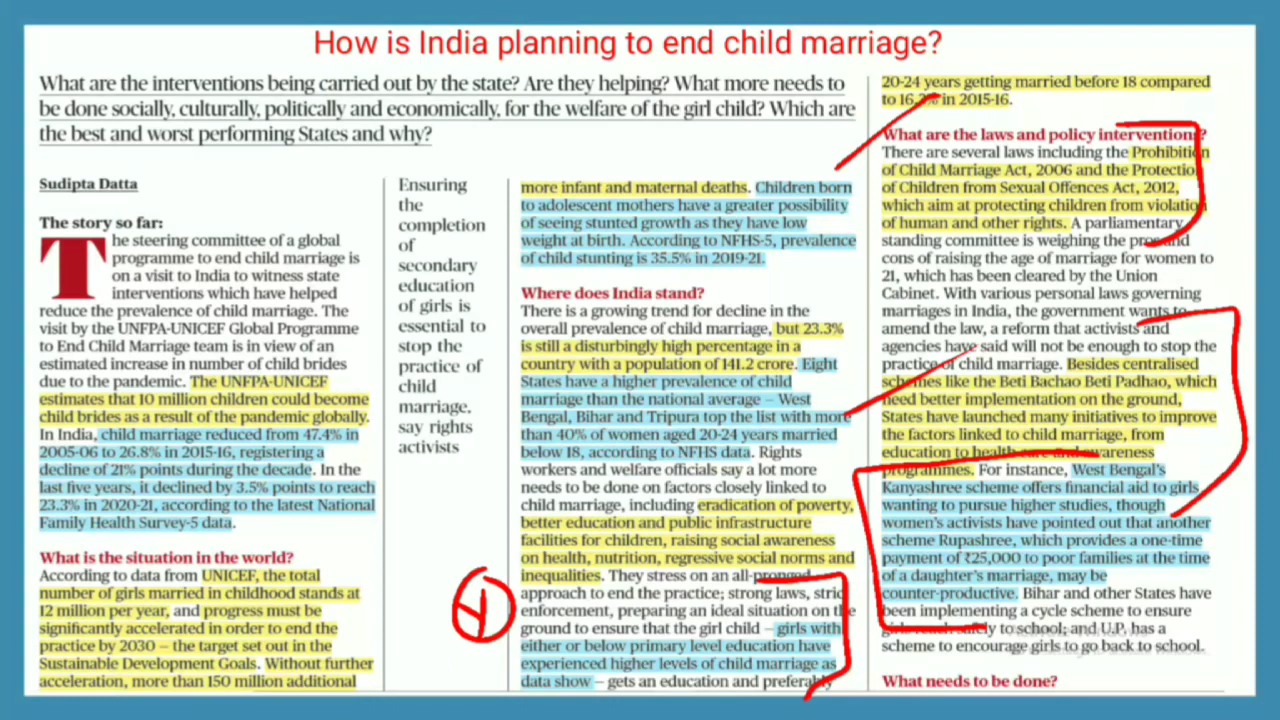 How is India planning to end child marriage?
What are the interventions being carried out by the state? Are they helping? What more needs to
be done socially, culturally, politically and economically, for the welfare of the girl child? Which are
the best and worst performing States and why?
Sudipta Datta
The story so far:
The steering committee of a global
programme to end child marriage is
on a visit to India to witness state
interventions which have helped
reduce the prevalence of child marriage. The
visit by the UNFPA-UNICEF Global Programme
to End Child Marriage team is in view of an
estimated increase in number of child brides
due to the pandemic. The UNFPA-UNICEF
estimates that 10 million children could become
child brides as a result of the pandemic globally.
In India, child marriage reduced from 47.4% in
2005-06 to 26.8% in 2015-16, registering a
decline of 21% points during the decade. In the
last five years, it declined by 3.5% points to reach
23.3% in 2020-21, according to the latest National
Family Health Survey-5 data.
What is the situation in the world?
According to data from UNICEF, the total
number of girls married in childhood stands at
12 million per year, and progress must be
significantly accelerated in order to end the
practice by 2030 – the target set out in the
Sustainable Development Goals. Without further
acceleration, more than 150 million additional
Ensuring
the
completion
of
secondary
education
of girls is
essential to
stop the
practice of
child
marriage,
say rights
activists
more infant and maternal deaths. Children born
to adolescent mothers have a greater possibility
of seeing stunted growth as they have low
weight at birth. According to NFHS-5, prevalence
of child stunting is 35.5% in 2019-21.
Where does India stand?
There is a growing trend for decline in the
overall prevalence of child marriage, but 23.3%
is still a disturbingly high percentage in a
country with a population of 141.2 crore. Eight
States have a higher prevalence of child
marriage than the national average – West
Bengal, Bihar and Tripura top the list with more
than 40% of women aged 20-24 years married
below 18, according to NFHS data. Rights
workers and welfare officials say a lot more
needs to be done on factors closely linked to
child marriage, including eradication of poverty,
better education and public infrastructure
facilities for children, raising social awareness
on health, nutrition, regressive social norms and
inequalities. They stress on an all-pronged
approach to end the practice; strong laws, strict
enforcement, preparing an ideal situation on the
ground to ensure that the girl child – girls with
either or below primary level education have
experienced higher levels of child marriage as
data show – gets an education and preferably
20-24 years getting married before 18 compared
to 16.2% in 2015-16.
What are the laws and policy interventions?
There are several laws including the Prohibition
of Child Marriage Act, 2006 and the Protection
of Children from Sexual Offences Act, 2012,
which aim at protecting children from violation
of human and other rights. A parliamentary
standing committee is weighing the pros and
cons of raising the age of marriage for women to
21, which has been cleared by the Union
Cabinet. With various personal laws governing
marriages in India, the government wants to
amend the law, a reform that activists and
agencies have said will not be enough to stop the
practice of child marriage. Besides centralised
schemes like the Beti Bachao Beti Padhao, which
need better implementation on the ground,
States have launched many initiatives to improve
the factors linked to child marriage, from
education to health care and awareness
programmes. For instance, West Bengal's
Kanyashree scheme offers financial aid to girls
wanting to pursue higher studies, though
women's activists have pointed out that another
scheme Rupashree, which provides a one-time
payment of ₹25,000 to poor families at the time
of a daughter's marriage, may be
counter-productive. Bihar and other States have
been implementing a cycle scheme to ensure
girls reach safely to school; and U.P. has a
scheme to encourage girls to go back to school.
What needs to be done?